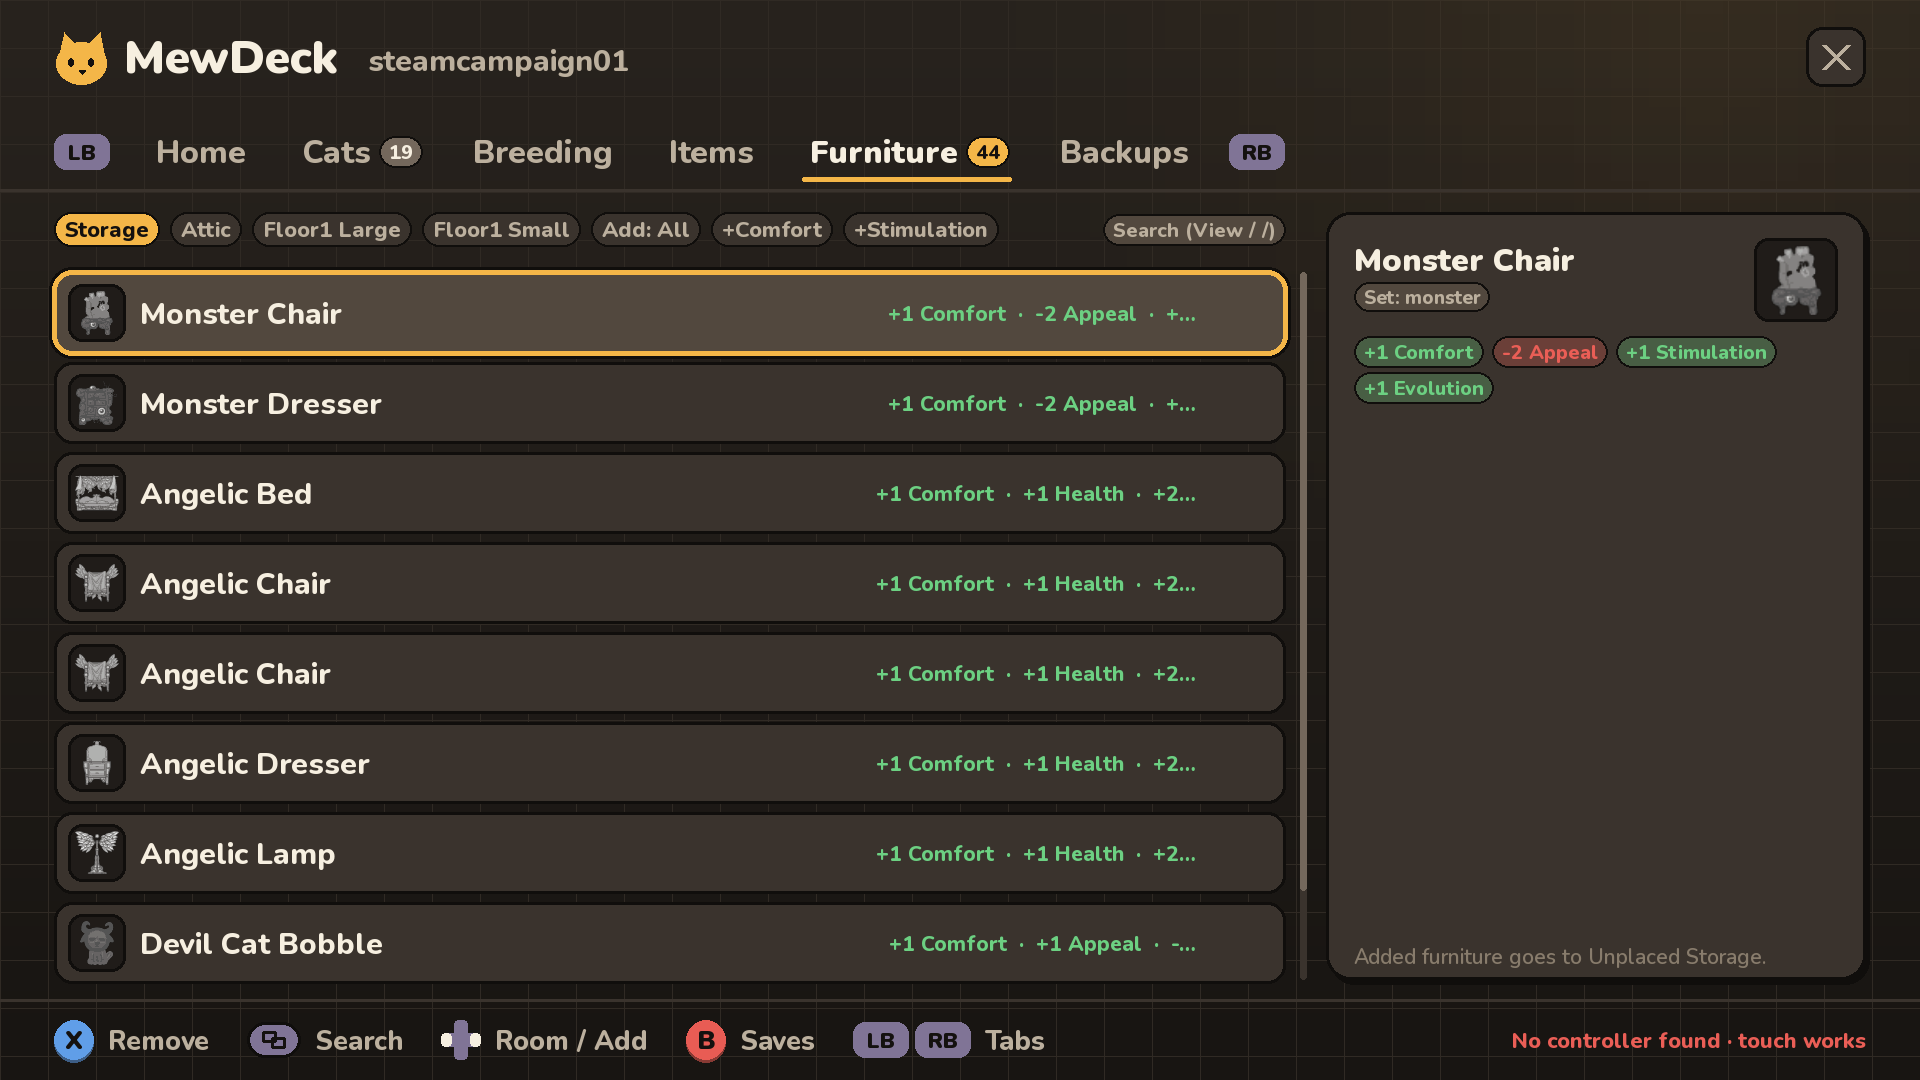 MewDeck steamcampaign01
LB Home Cats 19 Breeding Items Furniture 44 Backups RB
Storage Attic Floor1 Large Floor1 Small Add: All +Comfort +Stimulation Search (View / /)
Monster Chair +1 Comfort · -2 Appeal · +...
Monster Dresser +1 Comfort · -2 Appeal · +...
Angelic Bed +1 Comfort · +1 Health · +2...
Angelic Chair +1 Comfort · +1 Health · +2...
Angelic Chair +1 Comfort · +1 Health · +2...
Angelic Dresser +1 Comfort · +1 Health · +2...
Angelic Lamp +1 Comfort · +1 Health · +2...
Devil Cat Bobble +1 Comfort · +1 Appeal · -...
Monster Chair
Set: monster
+1 Comfort -2 Appeal +1 Stimulation
+1 Evolution
Added furniture goes to Unplaced Storage.
X Remove Search Room / Add B Saves LB RB Tabs
No controller found · touch works